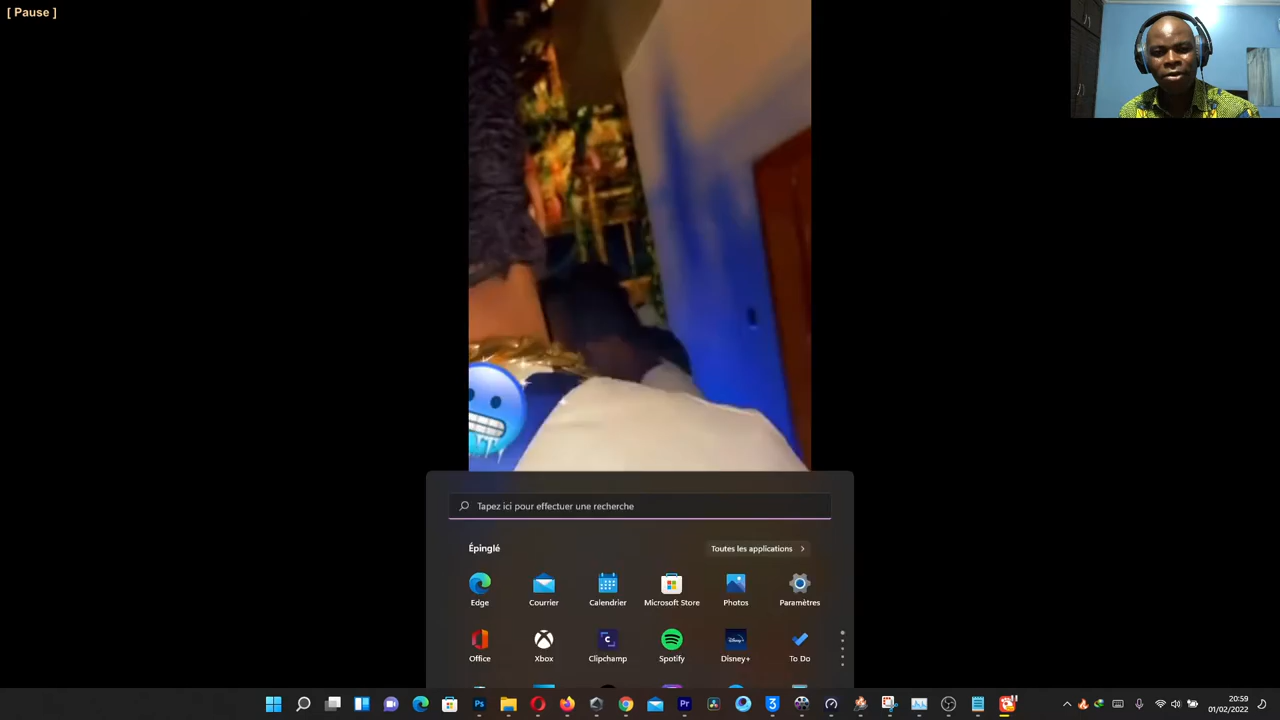 [ Pause ]
Tapez ici pour effectuer une recherche
Épinglé
Toutes les applications
Edge
Courrier
Calendrier
Microsoft Store
Photos
Paramètres
Office
Xbox
Clipchamp
Spotify
Disney+
To Do
20:59
01/02/2022